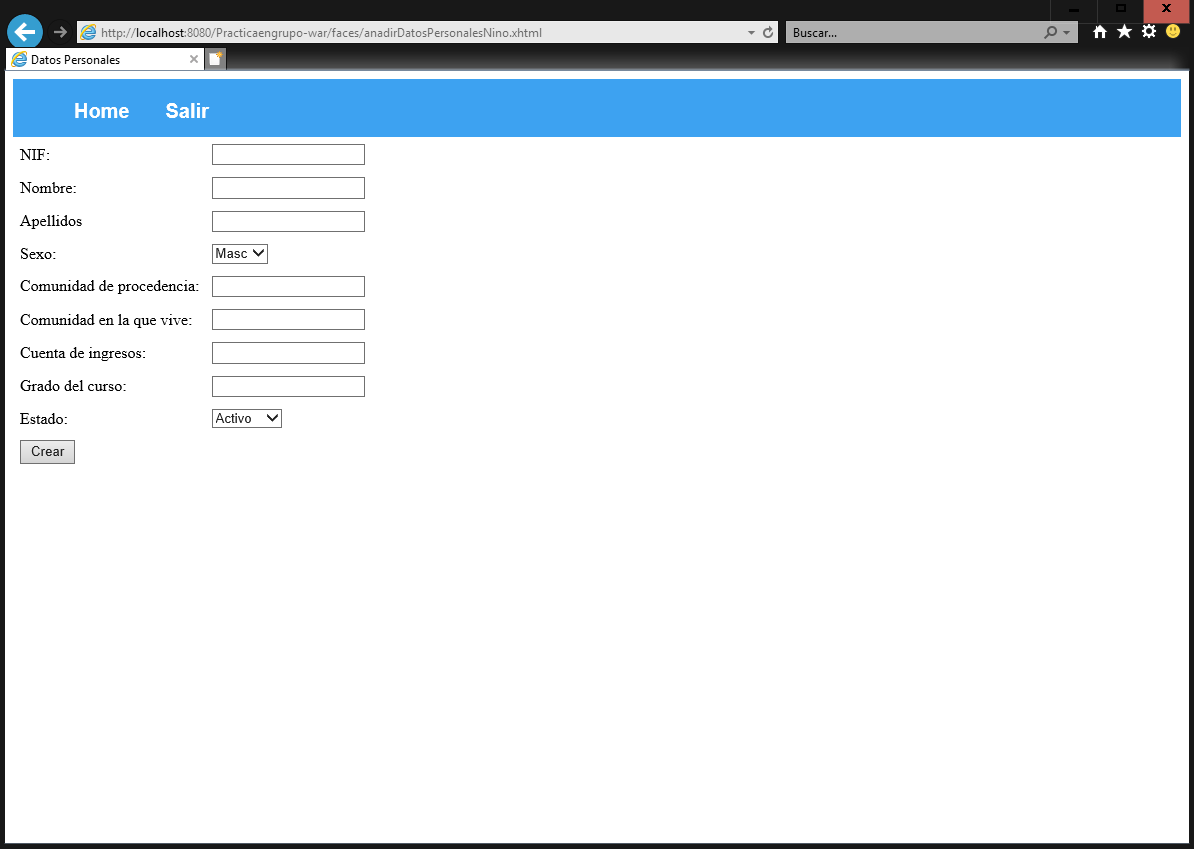 http://localhost:8080/Practicaengrupo-war/faces/anadirDatosPersonalesNino.xhtml
Buscar...
Datos Personales
Home Salir
NIF:
Nombre:
Apellidos
Sexo: Masc
Comunidad de procedencia:
Comunidad en la que vive:
Cuenta de ingresos:
Grado del curso:
Estado: Activo
Crear